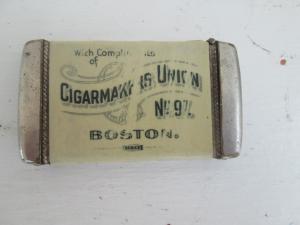 With Compliments
of
CIGARMAKERS UNION
No. 97.
BOSTON.